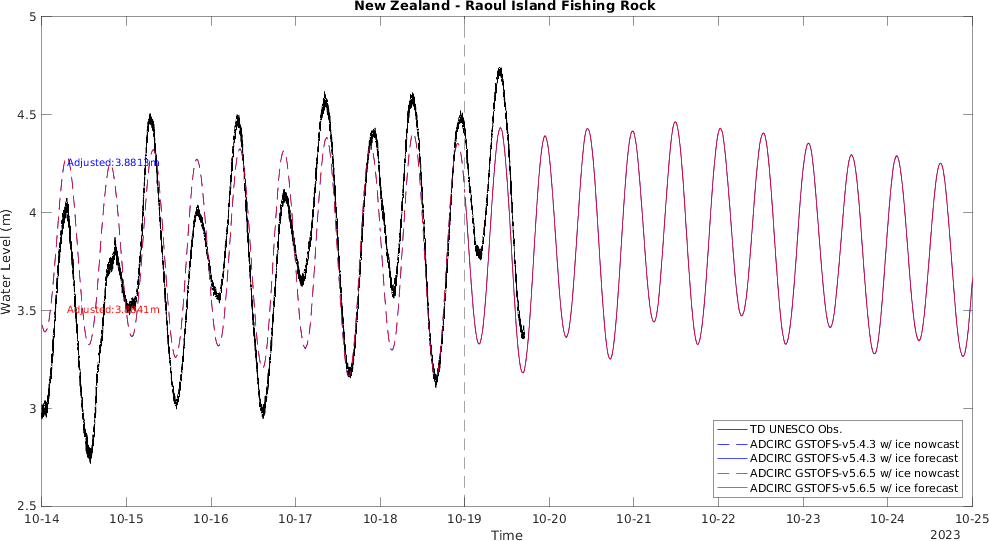 New Zealand - Raoul Island Fishing Rock
Water Level (m)
5
4.5
4
3.5
3
2.5
Adjusted:3.8813m
TD UNESCO Obs.
ADCIRC GSTOFS-v5.4.3 w/ ice nowcast
ADCIRC GSTOFS-v5.4.3 w/ ice forecast
ADCIRC GSTOFS-v5.6.5 w/ ice nowcast
ADCIRC GSTOFS-v5.6.5 w/ ice forecast
10-14 10-15 10-16 10-17 10-18 10-19 10-20 10-21 10-22 10-23 10-24 10-25
Time
2023